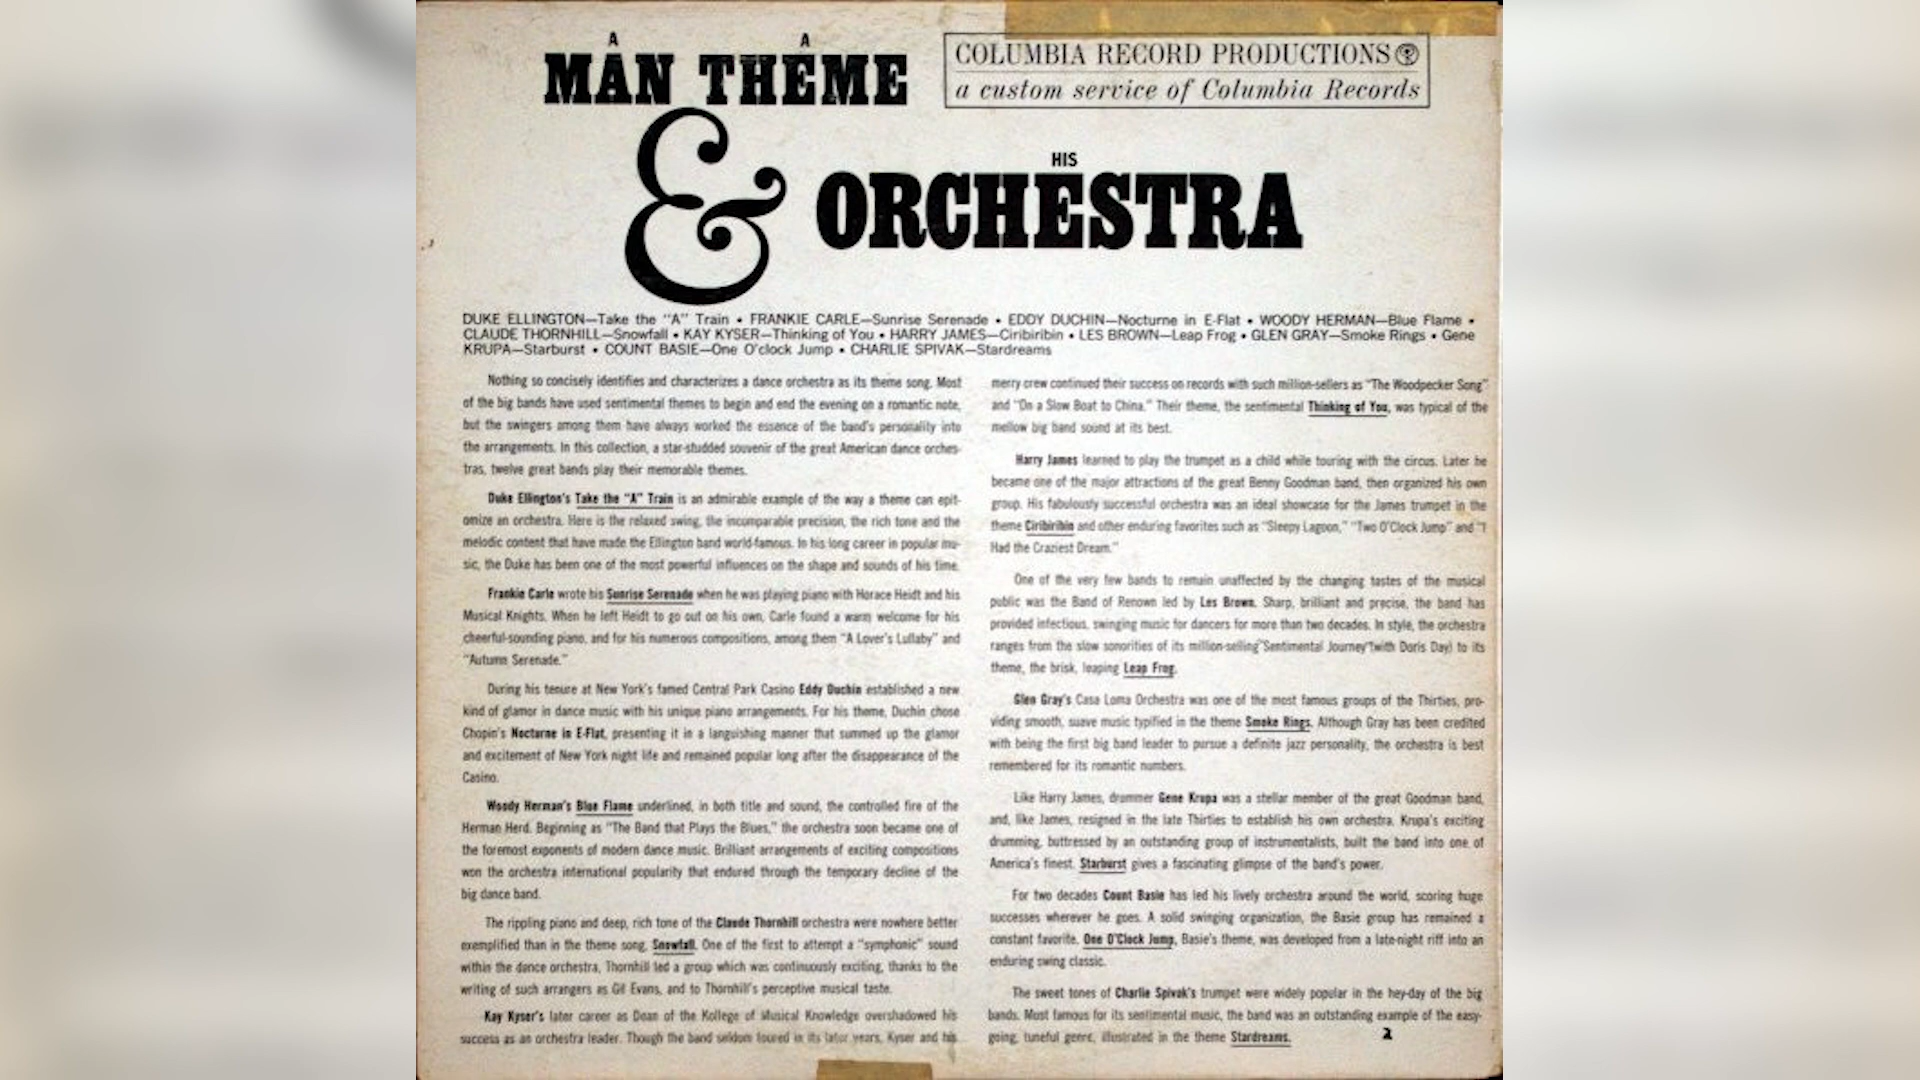 A MAN A THEME
& HIS ORCHESTRA
COLUMBIA RECORD PRODUCTIONS
a custom service of Columbia Records
DUKE ELLINGTON—Take the "A" Train • FRANKIE CARLE—Sunrise Serenade • EDDY DUCHIN—Nocturne in E-Flat • WOODY HERMAN—Blue Flame •
CLAUDE THORNHILL—Snowfall • KAY KYSER—Thinking of You • HARRY JAMES—Ciribiribin • LES BROWN—Leap Frog • GLEN GRAY—Smoke Rings • Gene
KRUPA—Starburst • COUNT BASIE—One O'clock Jump • CHARLIE SPIVAK—Stardreams
Nothing so concisely identifies and characterizes a dance orchestra as its theme song. Most
of the big bands have used sentimental themes to begin and end the evening on a romantic note,
but the swingers among them have always worked the essence of the band's personality into
the arrangements. In this collection, a star-studded souvenir of the great American dance orches-
tras, twelve great bands play their memorable themes.
Duke Ellington's Take the "A" Train is an admirable example of the way a theme can epit-
omize an orchestra. Here is the relaxed swing, the incomparable precision, the rich tone and the
melodic content that have made the Ellington band world-famous. In his long career in popular mu-
sic, the Duke has been one of the most powerful influences on the shape and sounds of his time.
Frankie Carle wrote his Sunrise Serenade when he was playing piano with Horace Heidt and his
Musical Knights. When he left Heidt to go out on his own, Carle found a warm welcome for his
cheerful-sounding piano, and for his numerous compositions, among them "A Lover's Lullaby" and
"Autumn Serenade."
During his tenure at New York's famed Central Park Casino Eddy Duchin established a new
kind of glamor in dance music with his unique piano arrangements. For his theme, Duchin chose
Chopin's Nocturne in E-Flat, presenting it in a languishing manner that summed up the glamor
and excitement of New York night life and remained popular long after the disappearance of the
Casino.
Woody Herman's Blue Flame underlined, in both title and sound, the controlled fire of the
Herman Herd. Beginning as "The Band that Plays the Blues," the orchestra soon became one of
the foremost exponents of modern dance music. Brilliant arrangements of exciting compositions
won the orchestra international popularity that endured through the temporary decline of the
big dance band.
The rippling piano and deep, rich tone of the Claude Thornhill orchestra were nowhere better
exemplified than in the theme song, Snowfall. One of the first to attempt a "symphonic" sound
within the dance orchestra, Thornhill led a group which was continuously exciting, thanks to the
writing of such arrangers as Gil Evans, and to Thornhill's perceptive musical taste.
Kay Kyser's later career as Dean of the Kollege of Musical Knowledge overshadowed his
success as an orchestra leader. Though the band seldom toured in its later years, Kyser and his
merry crew continued their success on records with such million-sellers as "The Woodpecker Song"
and "On a Slow Boat to China." Their theme, the sentimental Thinking of You, was typical of the
mellow big band sound at its best.
Harry James learned to play the trumpet as a child while touring with the circus. Later he
became one of the major attractions of the great Benny Goodman band, then organized his own
group. His fabulously successful orchestra was an ideal showcase for the James trumpet in the
theme Ciribiribin and other enduring favorites such as "Sleepy Lagoon," "Two O'Clock Jump" and "I
Had the Craziest Dream."
One of the very few bands to remain unaffected by the changing tastes of the musical
public was the Band of Renown led by Les Brown. Sharp, brilliant and precise, the band has
provided infectious, swinging music for dancers for more than two decades. In style, the orchestra
ranges from the slow sonorities of its million-selling "Sentimental Journey" (with Doris Day) to its
theme, the brisk, leaping Leap Frog.
Glen Gray's Casa Loma Orchestra was one of the most famous groups of the Thirties, pro-
viding smooth, suave music typified in the theme Smoke Rings. Although Gray has been credited
with being the first big band leader to pursue a definite jazz personality, the orchestra is best
remembered for its romantic numbers.
Like Harry James, drummer Gene Krupa was a stellar member of the great Goodman band,
and, like James, resigned in the late Thirties to establish his own orchestra. Krupa's exciting
drumming, buttressed by an outstanding group of instrumentalists, built the band into one of
America's finest. Starburst gives a fascinating glimpse of the band's power.
For two decades Count Basie has led his lively orchestra around the world, scoring huge
successes wherever he goes. A solid swinging organization, the Basie group has remained a
constant favorite. One O'Clock Jump, Basie's theme, was developed from a late-night riff into an
enduring swing classic.
The sweet tones of Charlie Spivak's trumpet were widely popular in the hey-day of the big
bands. Most famous for its sentimental music, the band was an outstanding example of the easy-
going, tuneful genre, illustrated in the theme Stardreams.
2